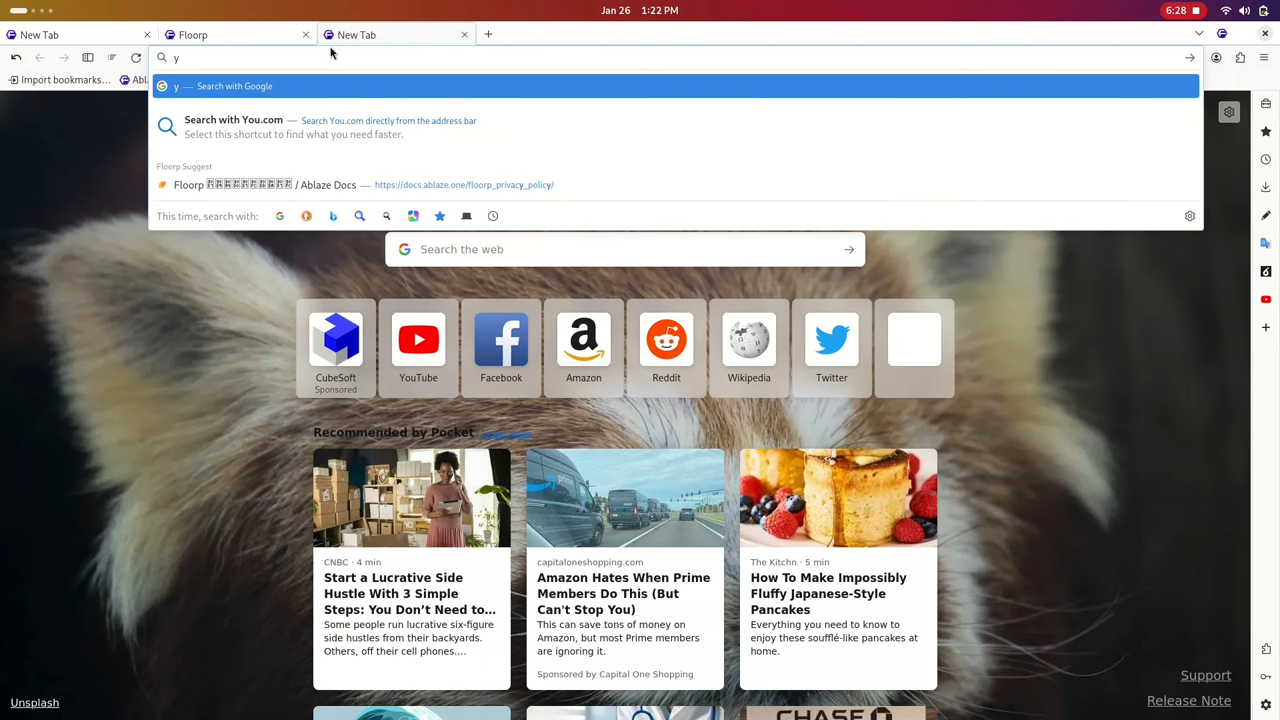 Jan 26 1:22 PM
6:28
New Tab
Floorp
New Tab
y
Import bookmarks...
y — Search with Google
Search with You.com — Search You.com directly from the address bar
Select this shortcut to find what you need faster.
Floorp Suggest
Floorp / Ablaze Docs — https://docs.ablaze.one/floorp_privacy_policy/
This time, search with:
Search the web
CubeSoft
Sponsored
YouTube
Facebook
Amazon
Reddit
Wikipedia
Twitter
Recommended by Pocket
CNBC · 4 min
Start a Lucrative Side
Hustle With 3 Simple
Steps: You Don’t Need to…
Some people run lucrative six-figure
side hustles from their backyards.
Others, off their cell phones.…
capitaloneshopping.com
Amazon Hates When Prime
Members Do This (But
Can't Stop You)
This can save tons of money on
Amazon, but most Prime members
are ignoring it.
Sponsored by Capital One Shopping
The Kitchn · 5 min
How To Make Impossibly
Fluffy Japanese-Style
Pancakes
Everything you need to know to
enjoy these soufflé-like pancakes at
home.
CHASE
Unsplash
Support
Release Note